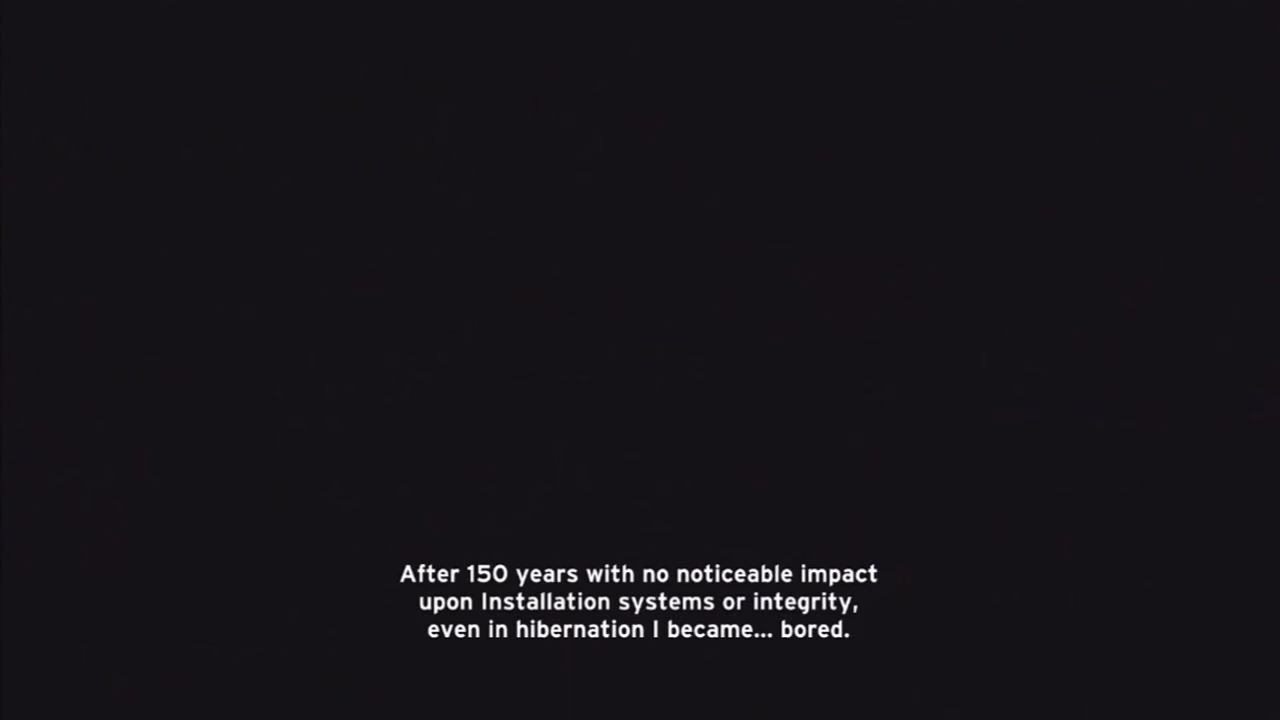 After 150 years with no noticeable impact
upon Installation systems or integrity,
even in hibernation I became... bored.